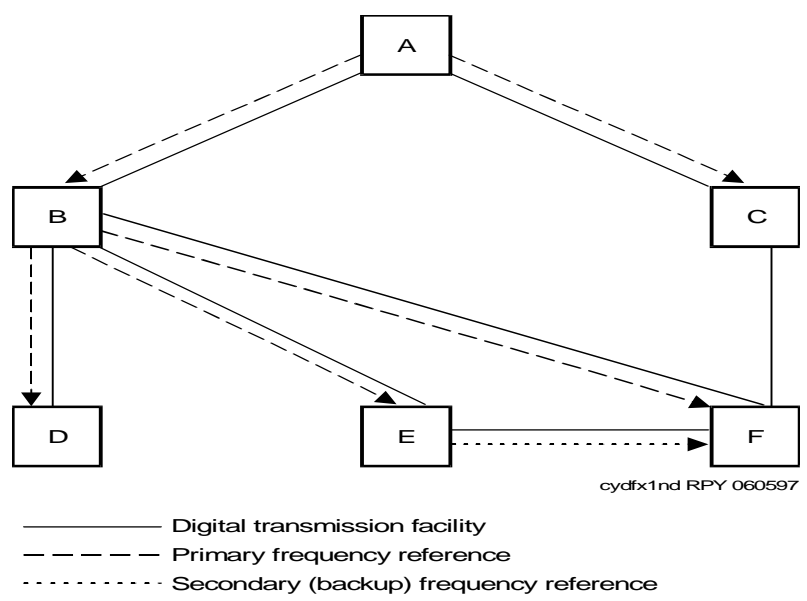 A
B
C
D
E
F
cydfx1nd RPY 060597
Digital transmission facility
Primary frequency reference
Secondary (backup) frequency reference